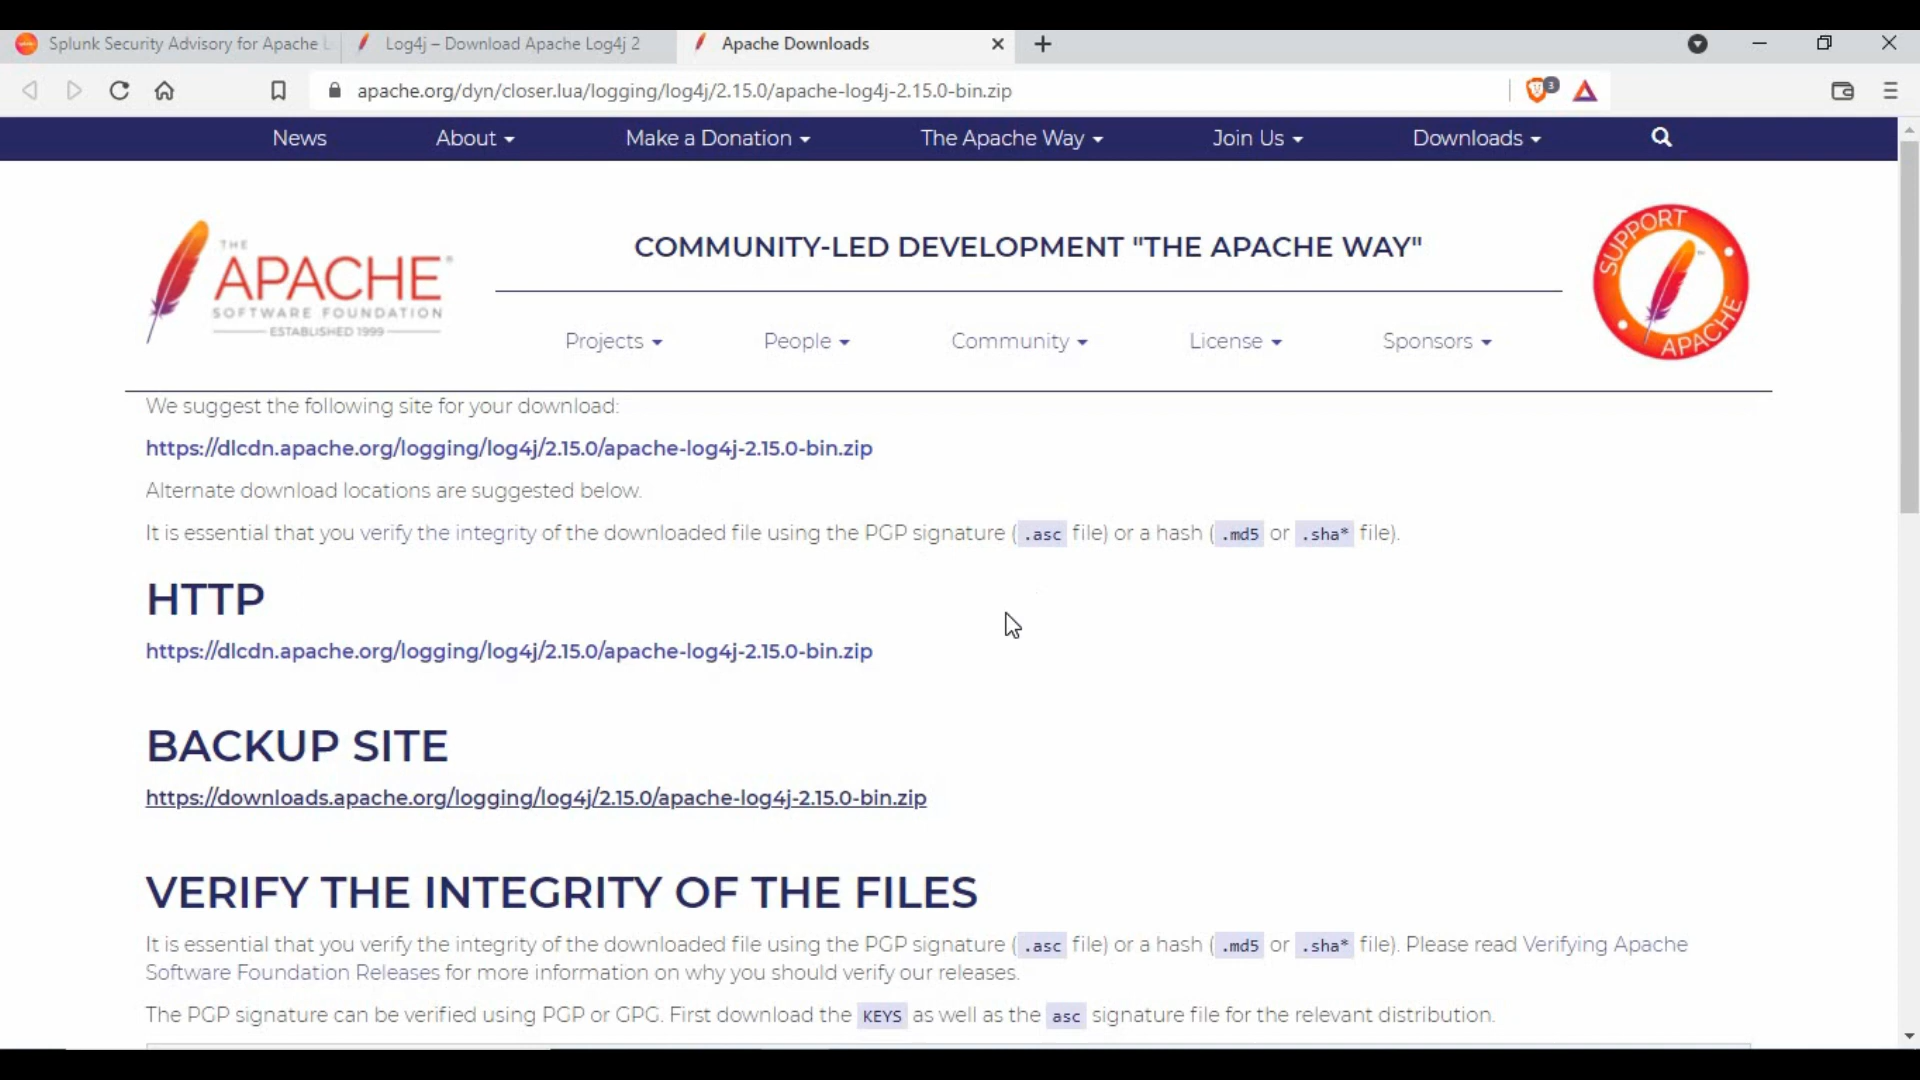 Splunk Security Advisory for Apache L
Log4j – Download Apache Log4j 2
Apache Downloads
apache.org/dyn/closer.lua/logging/log4j/2.15.0/apache-log4j-2.15.0-bin.zip
3
News About Make a Donation The Apache Way Join Us Downloads
THE
APACHE®
SOFTWARE FOUNDATION
ESTABLISHED 1999
COMMUNITY-LED DEVELOPMENT "THE APACHE WAY"
Projects People Community License Sponsors
SUPPORT
APACHE
We suggest the following site for your download:
https://dlcdn.apache.org/logging/log4j/2.15.0/apache-log4j-2.15.0-bin.zip
Alternate download locations are suggested below.
It is essential that you verify the integrity of the downloaded file using the PGP signature ( .asc file) or a hash ( .md5 or .sha* file).
HTTP
https://dlcdn.apache.org/logging/log4j/2.15.0/apache-log4j-2.15.0-bin.zip
BACKUP SITE
https://downloads.apache.org/logging/log4j/2.15.0/apache-log4j-2.15.0-bin.zip
VERIFY THE INTEGRITY OF THE FILES
It is essential that you verify the integrity of the downloaded file using the PGP signature ( .asc file) or a hash ( .md5 or .sha* file). Please read Verifying Apache
Software Foundation Releases for more information on why you should verify our releases.
The PGP signature can be verified using PGP or GPG. First download the KEYS as well as the asc signature file for the relevant distribution.